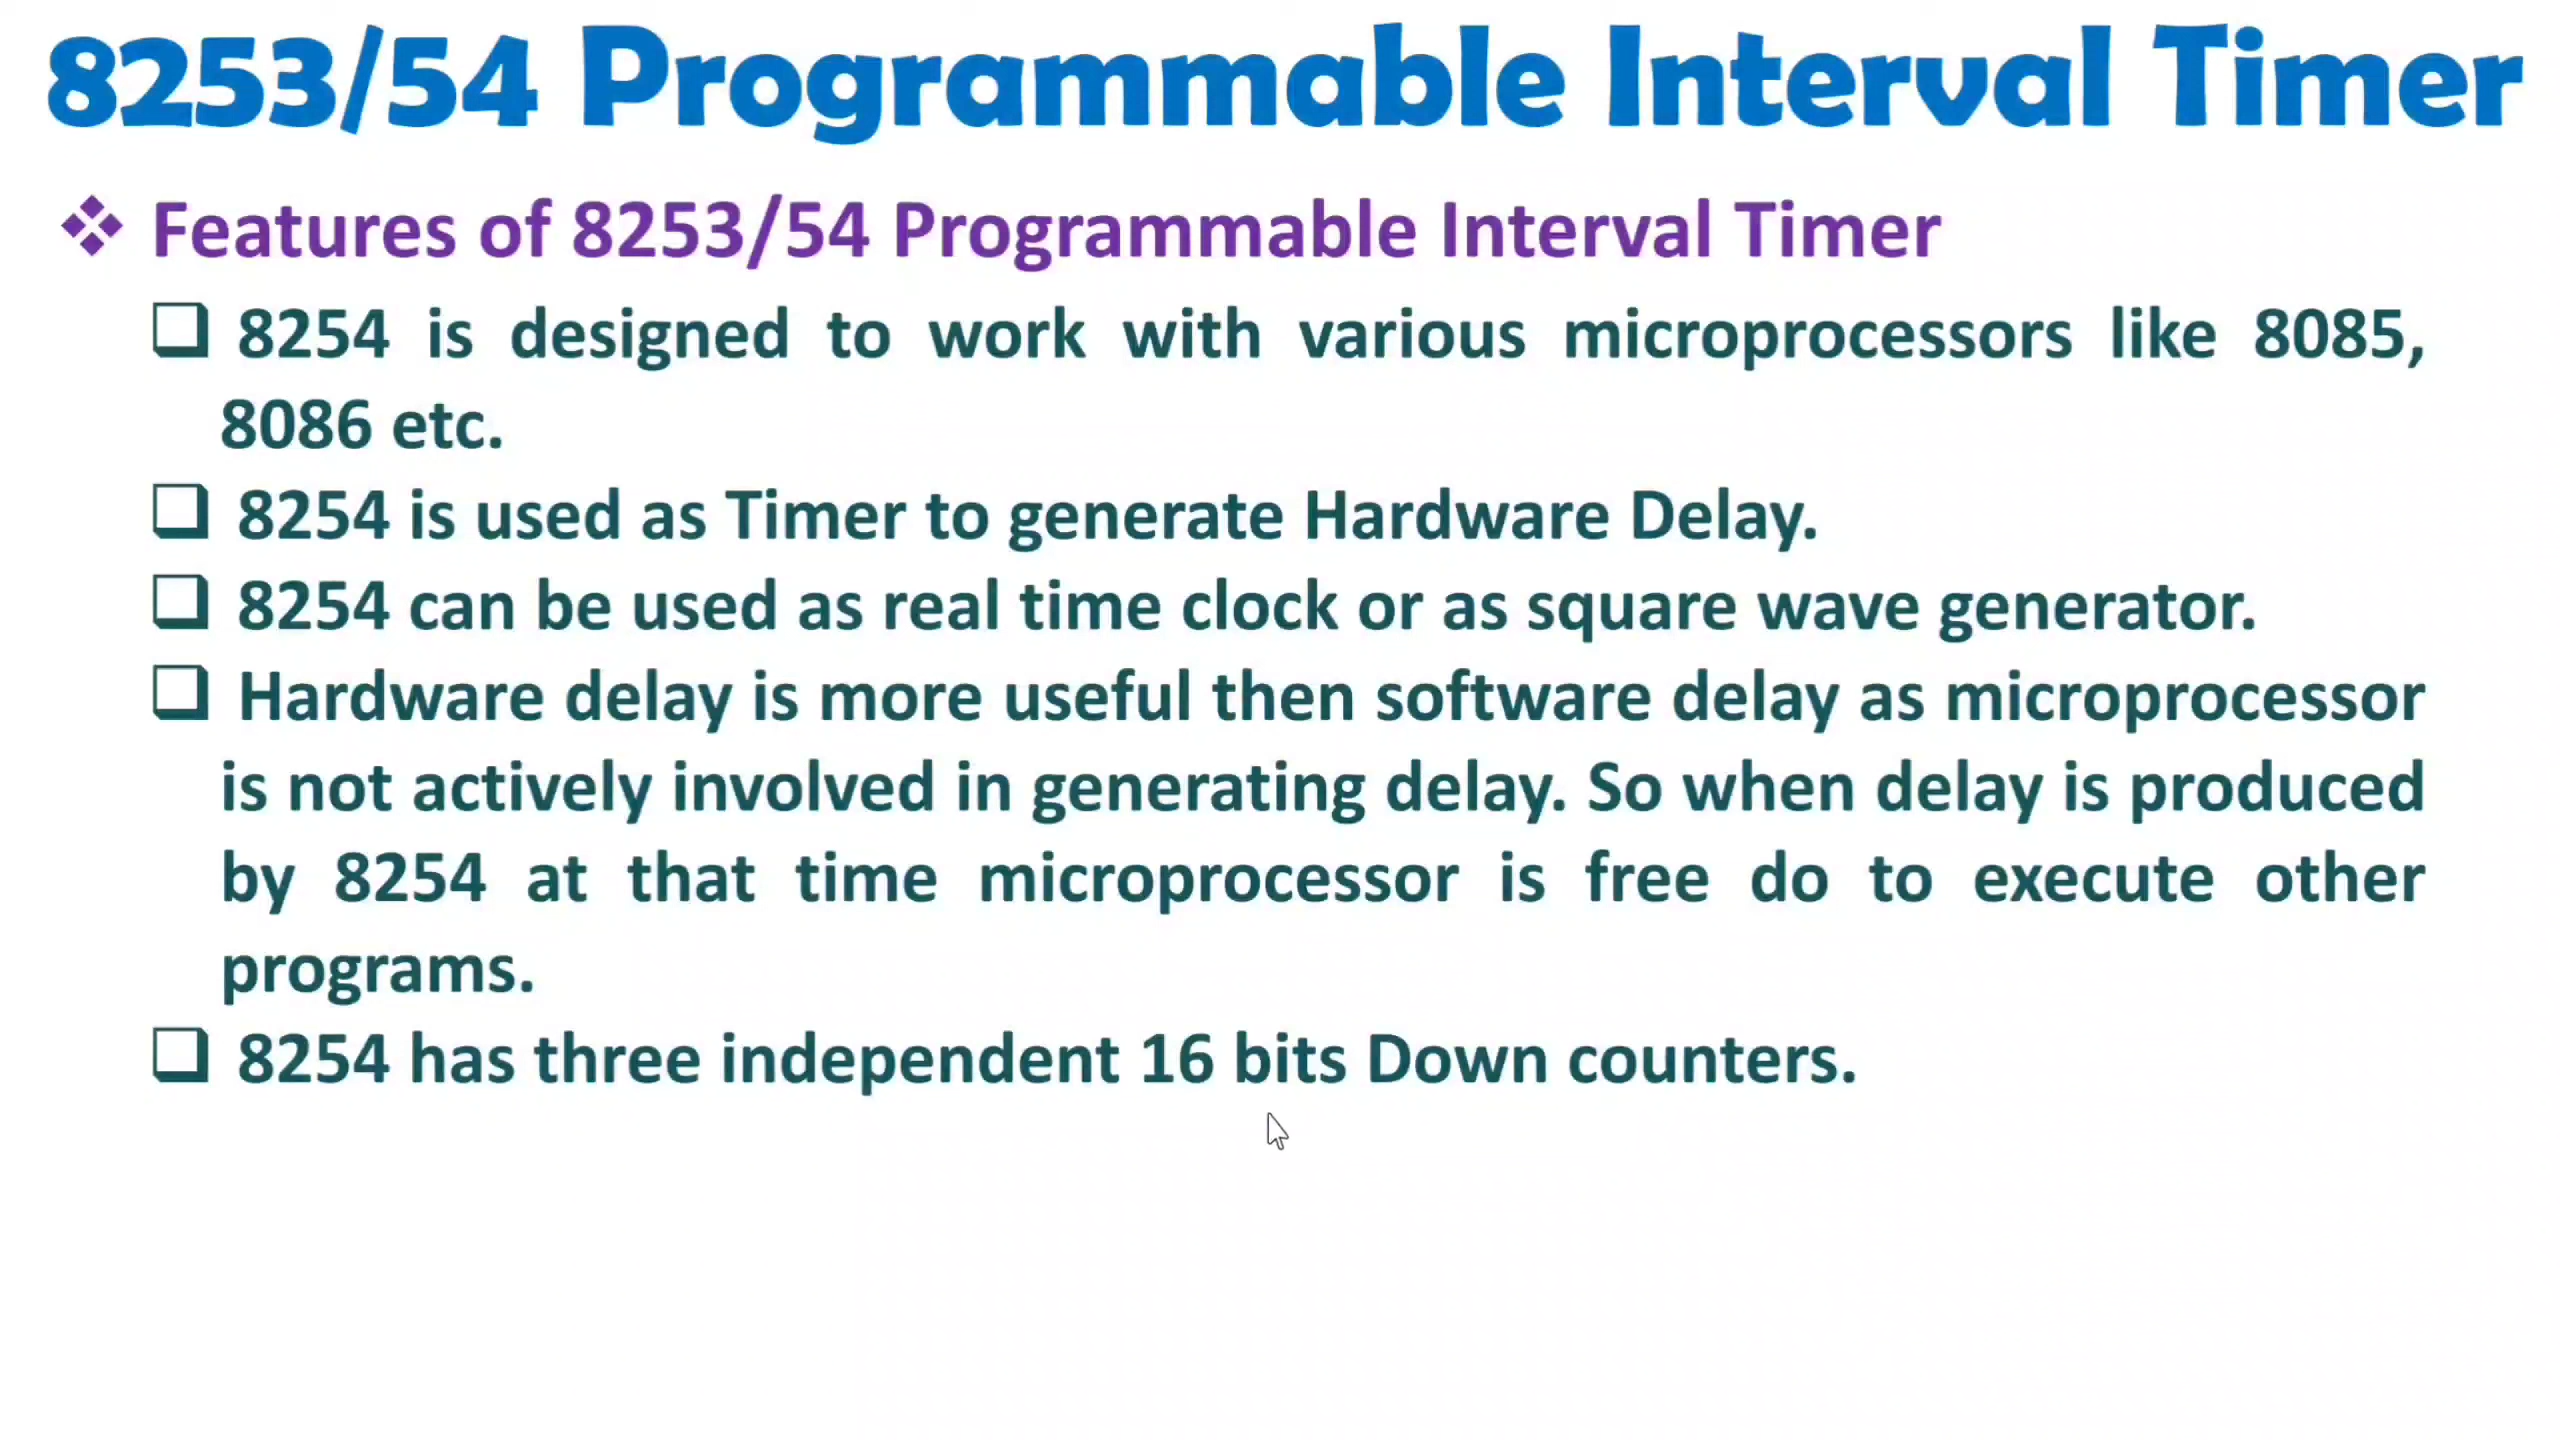 8253/54 Programmable Interval Timer
Features of 8253/54 Programmable Interval Timer
8254 is designed to work with various microprocessors like 8085,
8086 etc.
8254 is used as Timer to generate Hardware Delay.
8254 can be used as real time clock or as square wave generator.
Hardware delay is more useful then software delay as microprocessor
is not actively involved in generating delay. So when delay is produced
by 8254 at that time microprocessor is free do to execute other
programs.
8254 has three independent 16 bits Down counters.